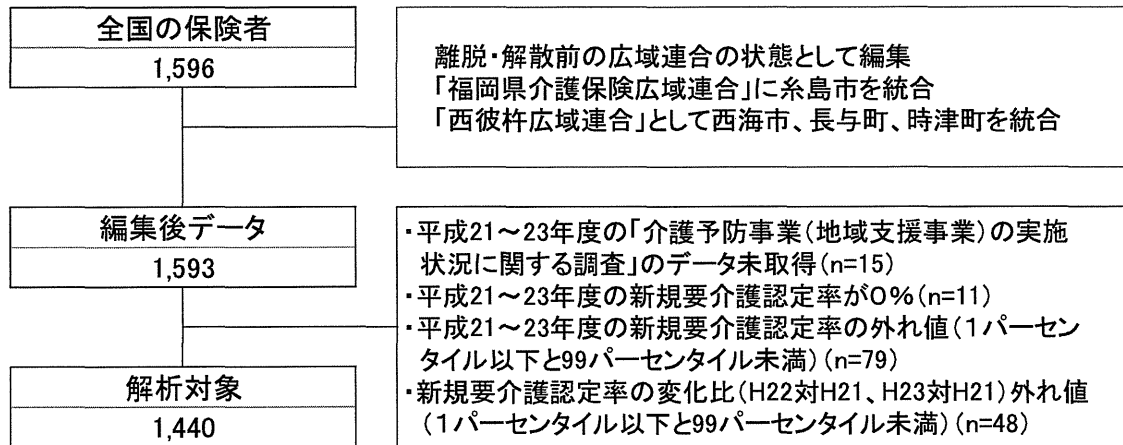 全国の保険者
1,596
離脱・解散前の広域連合の状態として編集
「福岡県介護保険広域連合」に糸島市を統合
「西彼杵広域連合」として西海市、長与町、時津町を統合
編集後データ
1,593
・平成21～23年度の「介護予防事業(地域支援事業)の実施
状況に関する調査」のデータ未取得(n=15)
・平成21～23年度の新規要介護認定率が0%(n=11)
・平成21～23年度の新規要介護認定率の外れ値(1パーセン
タイル以下と99パーセンタイル未満)(n=79)
・新規要介護認定率の変化比(H22対H21、H23対H21)外れ値
(1パーセンタイル以下と99パーセンタイル未満)(n=48)
解析対象
1,440